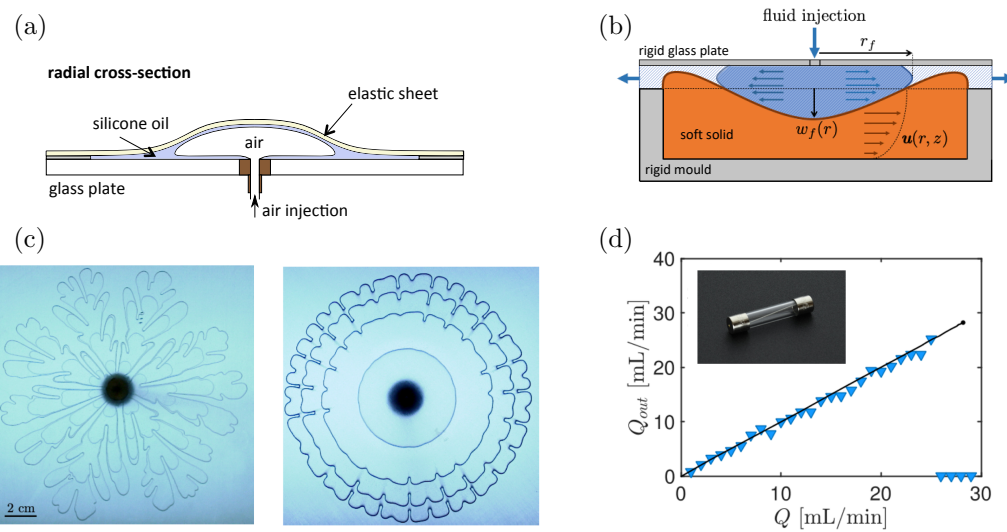 (a)
radial cross-section
elastic sheet
silicone oil
air
glass plate
air injection
(b)
fluid injection
rigid glass plate
r_f
w_f(r)
soft solid
u(r, z)
rigid mould
(c)
2 cm
(d)
Q_{out} [mL/min]
40
30
20
10
0
0 10 20 30
Q [mL/min]